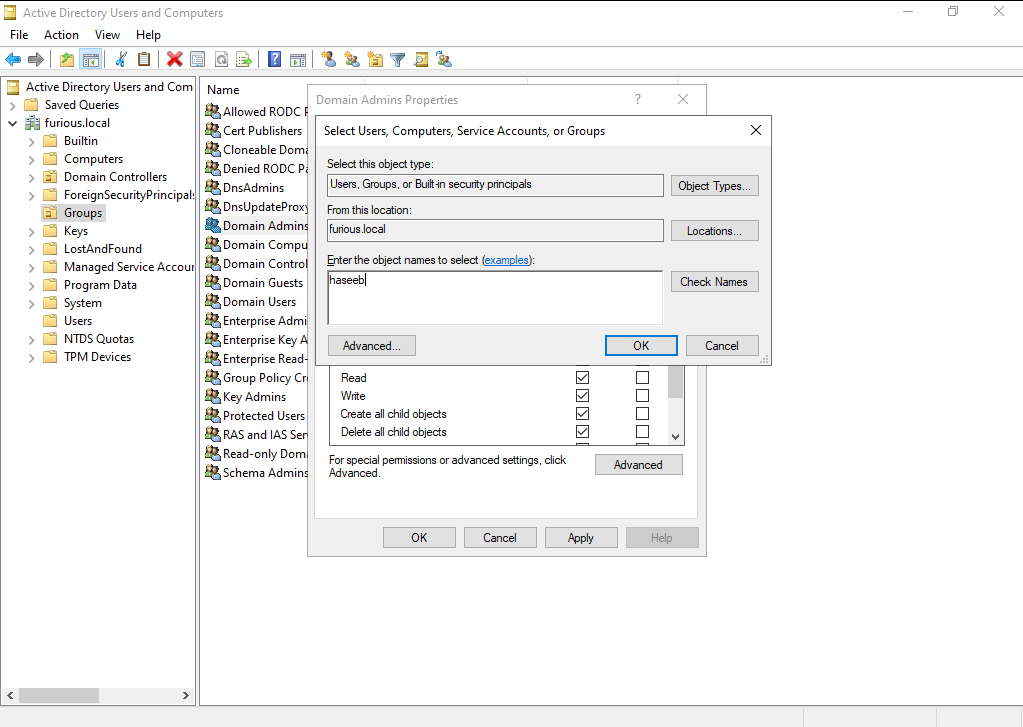 Active Directory Users and Computers
File Action View Help
Active Directory Users and Com
Saved Queries
furious.local
Builtin
Computers
Domain Controllers
ForeignSecurityPrincipals
Groups
Keys
LostAndFound
Managed Service Accour
Program Data
System
Users
NTDS Quotas
TPM Devices
Name
Allowed RODC P
Cert Publishers
Cloneable Doma
Denied RODC Pa
DnsAdmins
DnsUpdateProxy
Domain Admins
Domain Compu
Domain Control
Domain Guests
Domain Users
Enterprise Admi
Enterprise Key A
Enterprise Read-
Group Policy Cr
Key Admins
Protected Users
RAS and IAS Ser
Read-only Doma
Schema Admins
Domain Admins Properties
?
Select Users, Computers, Service Accounts, or Groups
Select this object type:
Users, Groups, or Built-in security principals
Object Types...
From this location:
furious.local
Locations...
Enter the object names to select (examples):
haseeb
Check Names
Advanced...
OK
Cancel
Read
Write
Create all child objects
Delete all child objects
For special permissions or advanced settings, click
Advanced.
Advanced
OK
Cancel
Apply
Help